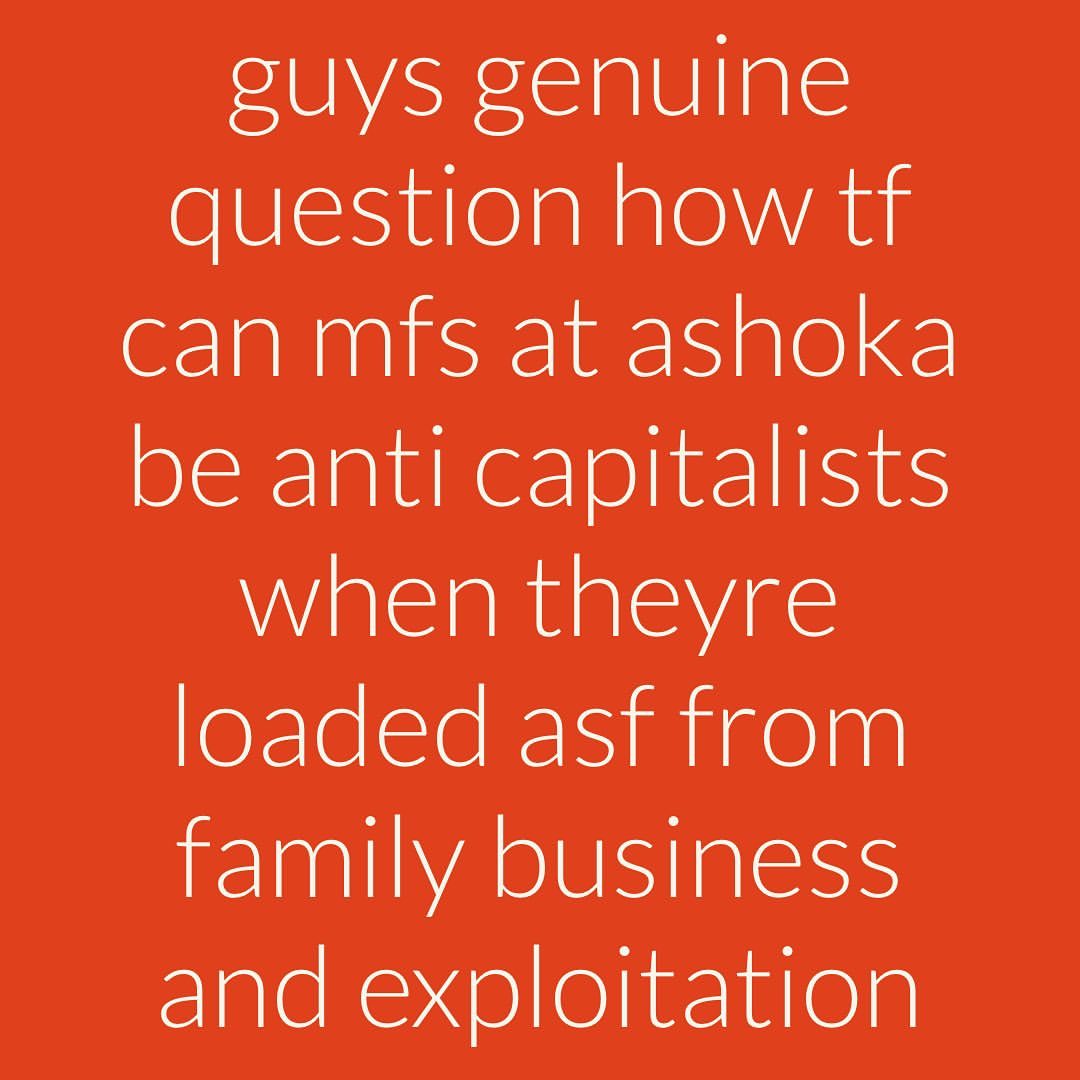 guys genuine
question how tf
can mfs at ashoka
be anti capitalists
when theyre
loaded asf from
family business
and exploitation